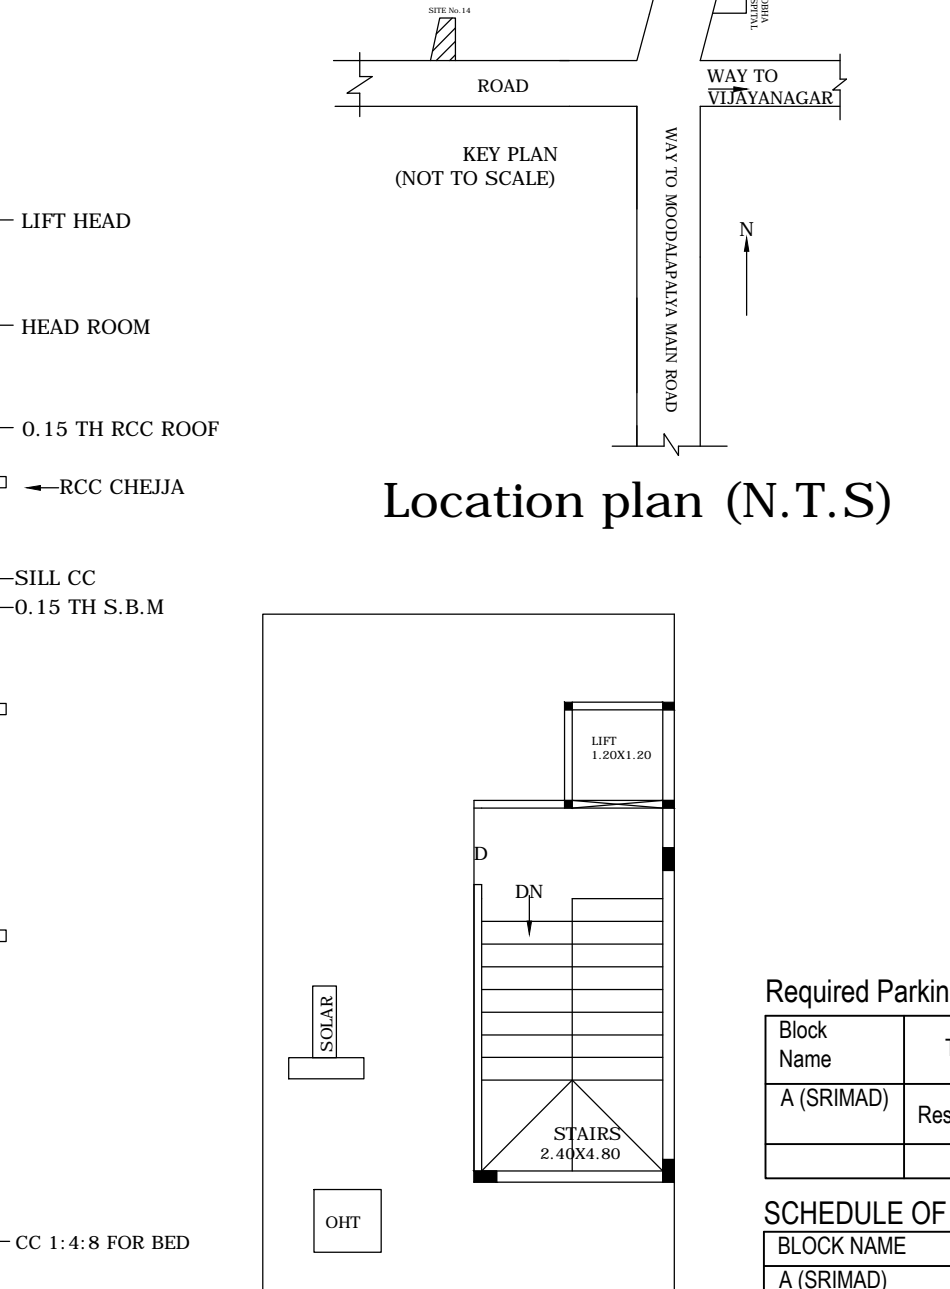 SITE No.14
ROAD
WAY TO
VIJAYANAGAR
KEY PLAN
(NOT TO SCALE)
WAY TO MOODALAPALYA MAIN ROAD
N
LIFT HEAD
HEAD ROOM
0.15 TH RCC ROOF
RCC CHEJJA
Location plan (N.T.S)
SILL CC
0.15 TH S.B.M
LIFT
1.20X1.20
D
DN
SOLAR
STAIRS
2.40X4.80
OHT
CC 1:4:8 FOR BED
Required Parkin
Block
Name
A (SRIMAD)
Res
SCHEDULE OF
BLOCK NAME
A (SRIMAD)